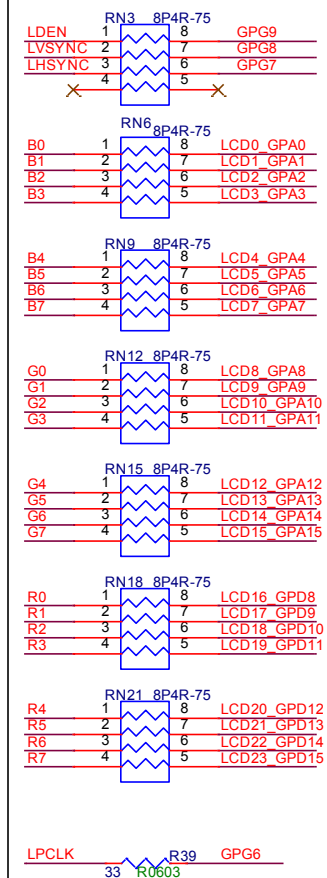 RN3 8P4R-75
LDEN 1 8 GPG9
LVSYNC 2 7 GPG8
LHSYNC 3 6 GPG7
4 5
RN6 8P4R-75
B0 1 8 LCD0_GPA0
B1 2 7 LCD1_GPA1
B2 3 6 LCD2_GPA2
B3 4 5 LCD3_GPA3
RN9 8P4R-75
B4 1 8 LCD4_GPA4
B5 2 7 LCD5_GPA5
B6 3 6 LCD6_GPA6
B7 4 5 LCD7_GPA7
RN12 8P4R-75
G0 1 8 LCD8_GPA8
G1 2 7 LCD9_GPA9
G2 3 6 LCD10_GPA10
G3 4 5 LCD11_GPA11
RN15 8P4R-75
G4 1 8 LCD12_GPA12
G5 2 7 LCD13_GPA13
G6 3 6 LCD14_GPA14
G7 4 5 LCD15_GPA15
RN18 8P4R-75
R0 1 8 LCD16_GPD8
R1 2 7 LCD17_GPD9
R2 3 6 LCD18_GPD10
R3 4 5 LCD19_GPD11
RN21 8P4R-75
R4 1 8 LCD20_GPD12
R5 2 7 LCD21_GPD13
R6 3 6 LCD22_GPD14
R7 4 5 LCD23_GPD15
LPCLK R39 GPG6
33 R0603